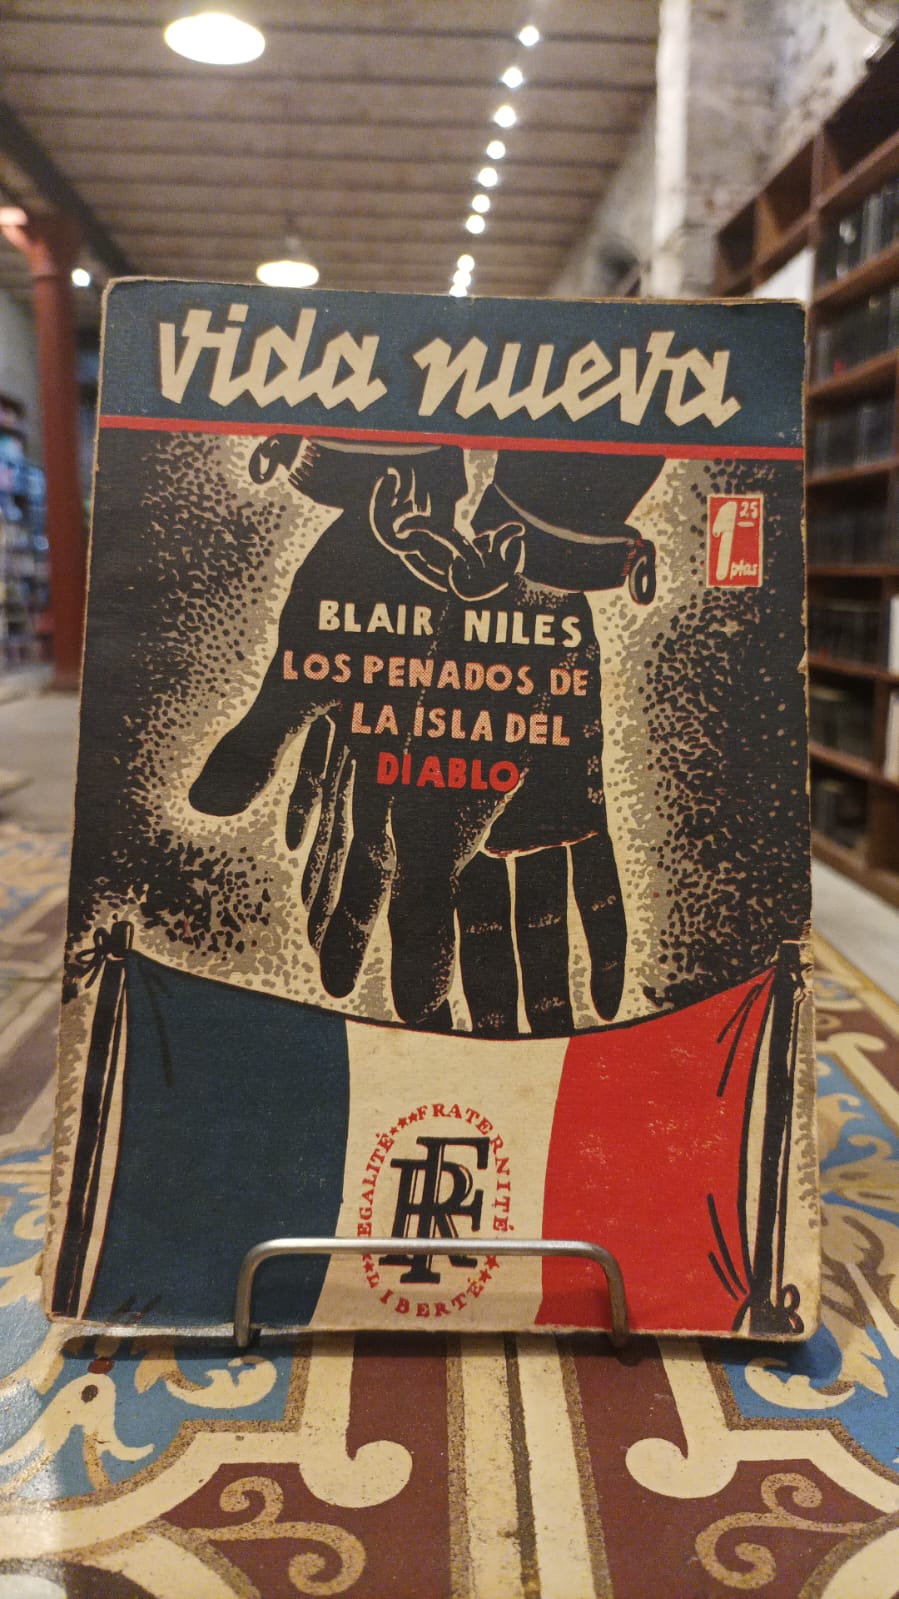 vida nueva
1 25
ptas
BLAIR NILES
LOS PENADOS DE
LA ISLA DEL
DIABLO
LIBERTÉ ★★ EGALITÉ ★★★ FRATERNITÉ ★★★
RF